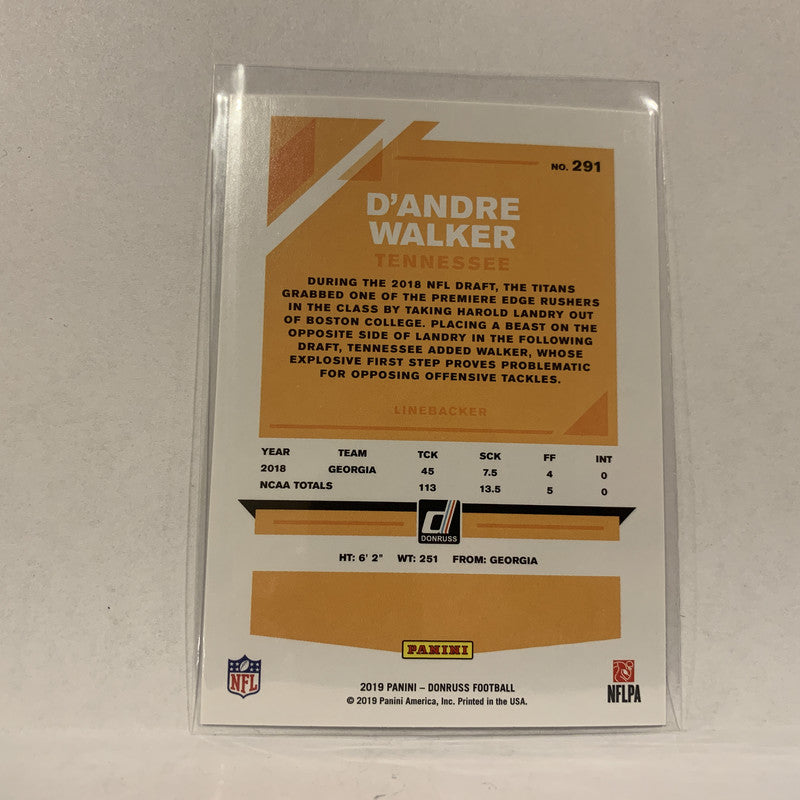 NO. 291
D'ANDRE
WALKER
TENNESSEE
DURING THE 2018 NFL DRAFT, THE TITANS
GRABBED ONE OF THE PREMIERE EDGE RUSHERS
IN THE CLASS BY TAKING HAROLD LANDRY OUT
OF BOSTON COLLEGE. PLACING A BEAST ON THE
OPPOSITE SIDE OF LANDRY IN THE FOLLOWING
DRAFT, TENNESSEE ADDED WALKER, WHOSE
EXPLOSIVE FIRST STEP PROVES PROBLEMATIC
FOR OPPOSING OFFENSIVE TACKLES.
LINEBACKER
YEAR TEAM TCK SCK FF INT
2018 GEORGIA 45 7.5 4 0
NCAA TOTALS 113 13.5 5 0
d
DONRUSS
HT: 6' 2" WT: 251 FROM: GEORGIA
PANINI
NFL
2019 PANINI – DONRUSS FOOTBALL
© 2019 Panini America, Inc. Printed in the USA.
NFLPA